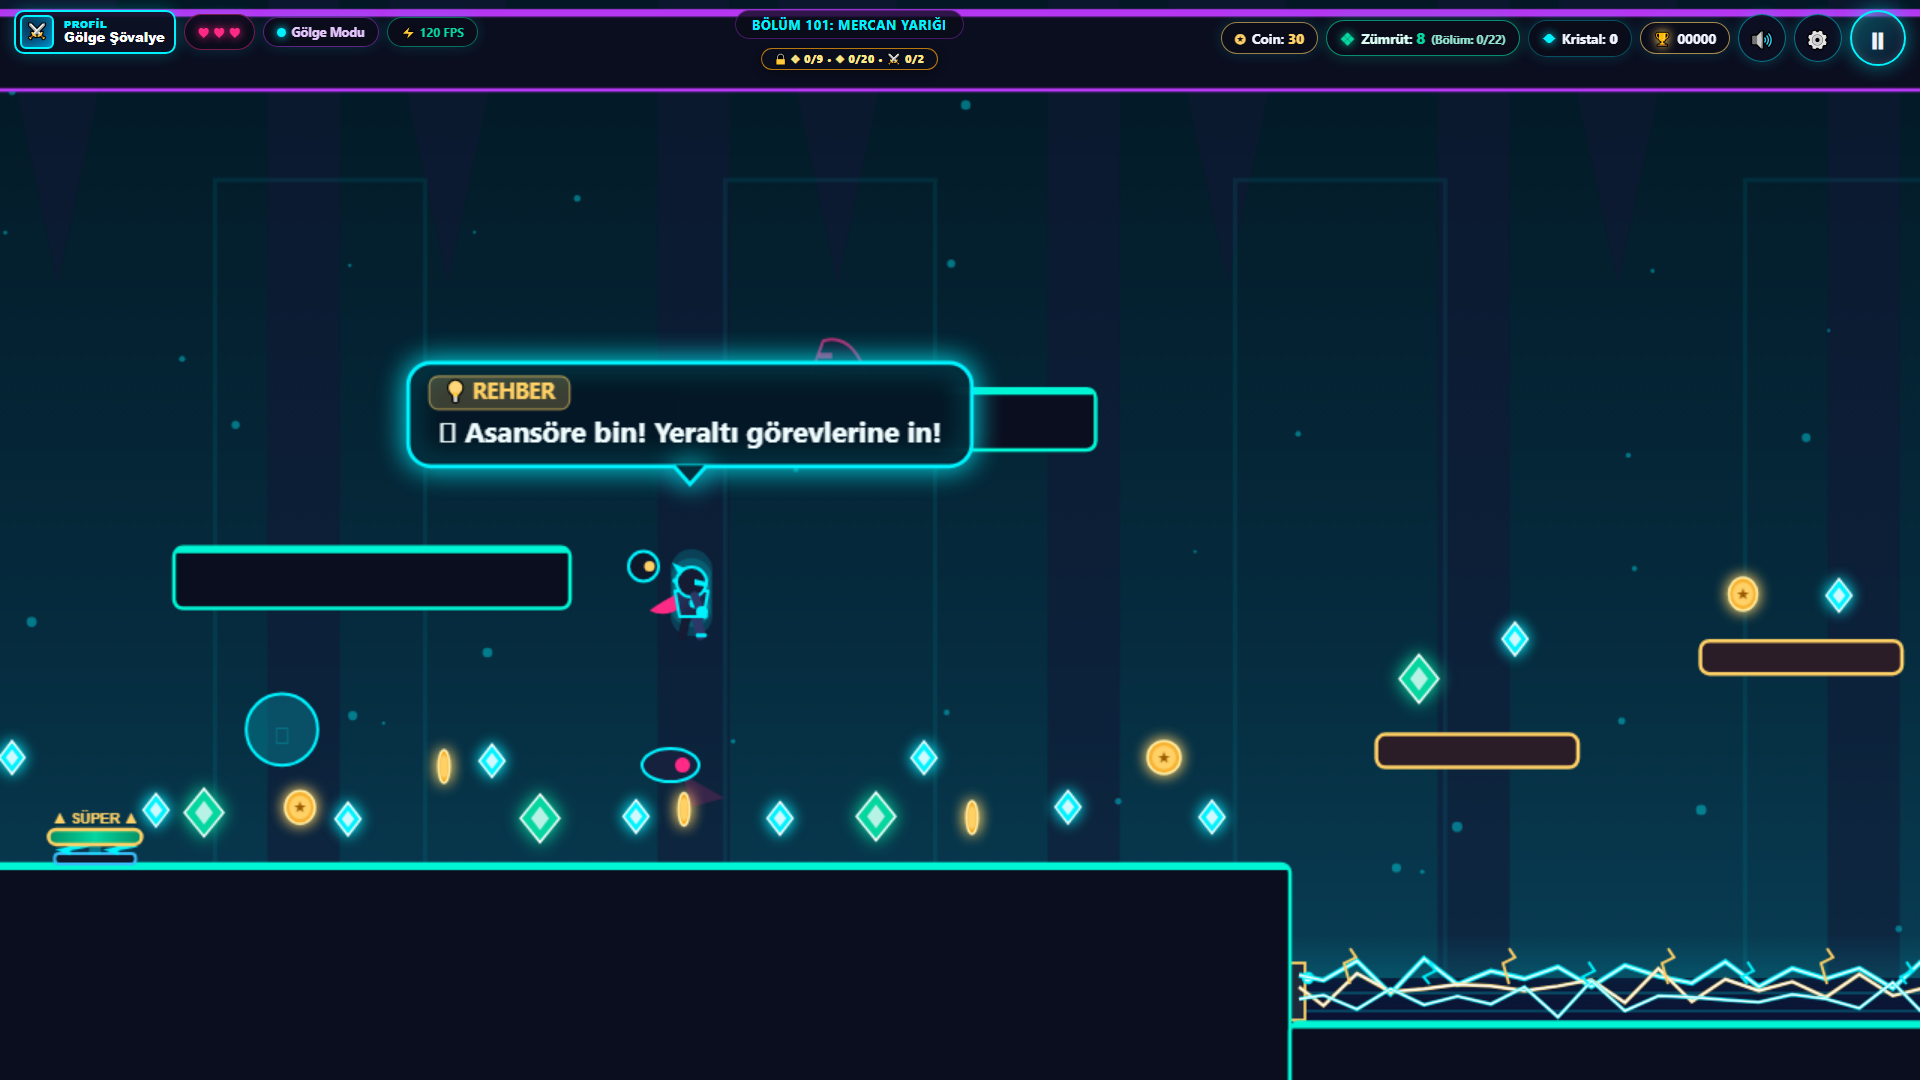 PROFİL
Gölge Şövalye
Gölge Modu
120 FPS
BÖLÜM 101: MERCAN YARIĞI
0/9 • 0/20 • 0/2
Coin: 30
Zümrüt: 8 (Bölüm: 0/22)
Kristal: 0
00000
REHBER
Asansöre bin! Yeraltı görevlerine in!
▲ SÜPER ▲